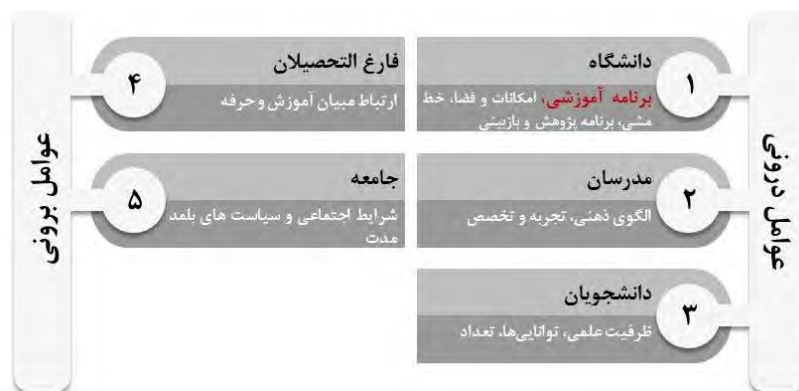 عوامل درونی
۱
دانشگاه
برنامه آموزشی، امکانات و فضا، خط
مشی، برنامه پژوهش و بازبینی
۲
مدرسان
الگوی ذهنی، تجربه و تخصص
۳
دانشجویان
ظرفیت علمی، توانایی‌ها، تعداد
عوامل برونی
۴
فارغ التحصیلان
ارتباط مبیان آموزش و حرفه
۵
جامعه
شرایط اجتماعی و سیاست های بلمد
مدت